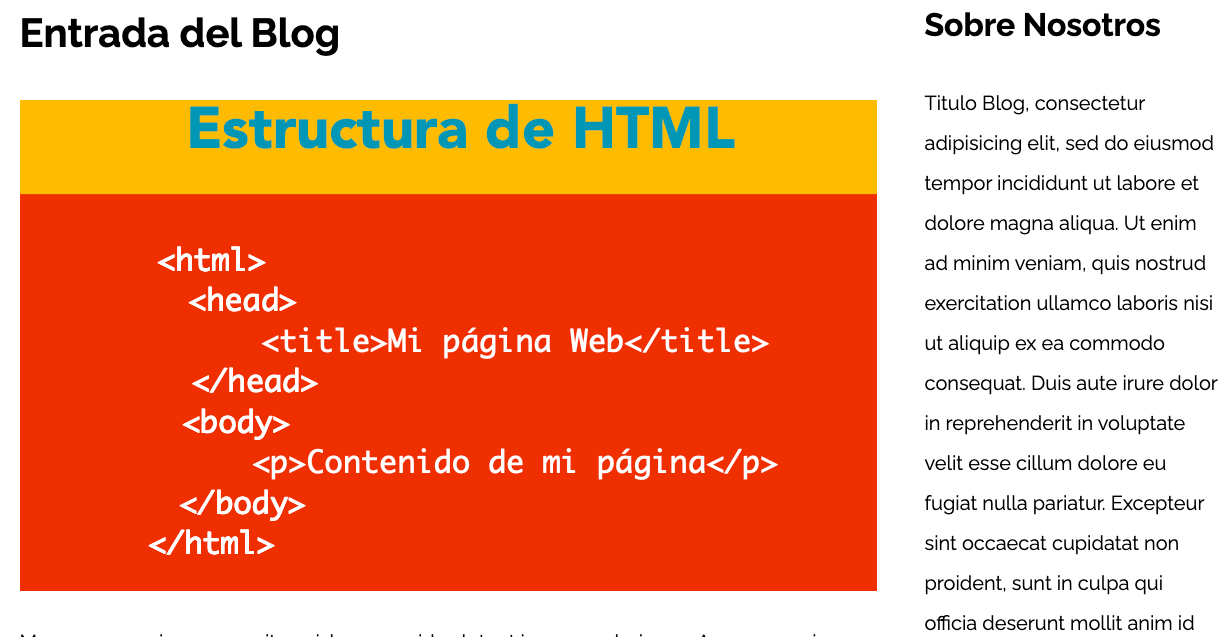 Entrada del Blog
Estructura de HTML
<html>
<head>
<title>Mi página Web</title>
</head>
<body>
<p>Contenido de mi página</p>
</body>
</html>
Sobre Nosotros
Titulo Blog, consectetur
adipisicing elit, sed do eiusmod
tempor incididunt ut labore et
dolore magna aliqua. Ut enim
ad minim veniam, quis nostrud
exercitation ullamco laboris nisi
ut aliquip ex ea commodo
consequat. Duis aute irure dolor
in reprehenderit in voluptate
velit esse cillum dolore eu
fugiat nulla pariatur. Excepteur
sint occaecat cupidatat non
proident, sunt in culpa qui
officia deserunt mollit anim id